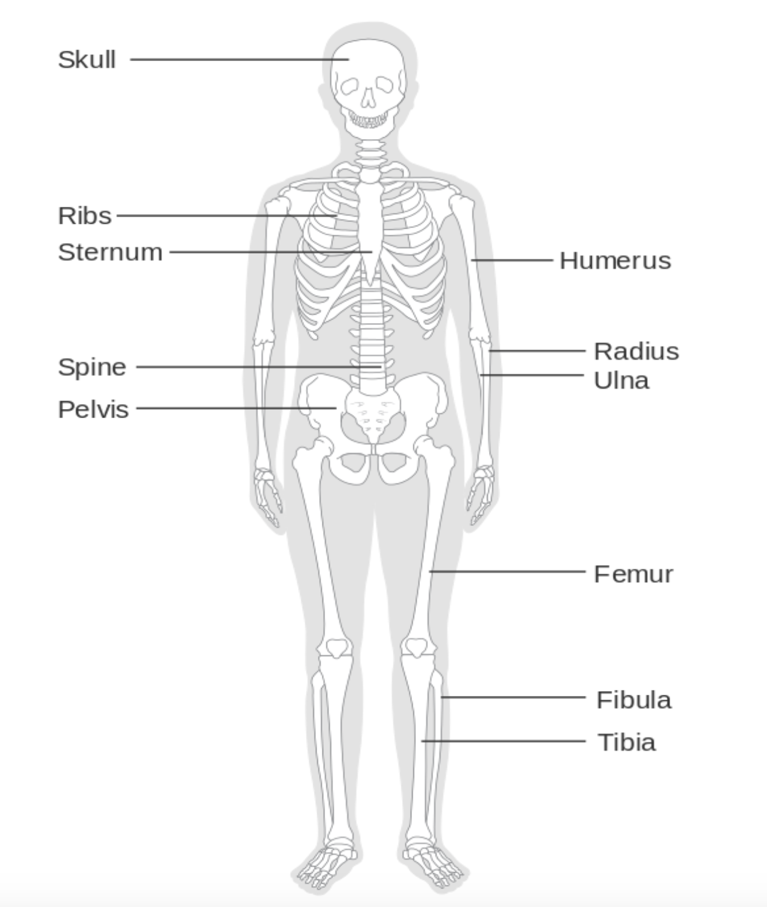 Skull
Ribs
Sternum
Spine
Pelvis
Humerus
Radius
Ulna
Femur
Fibula
Tibia